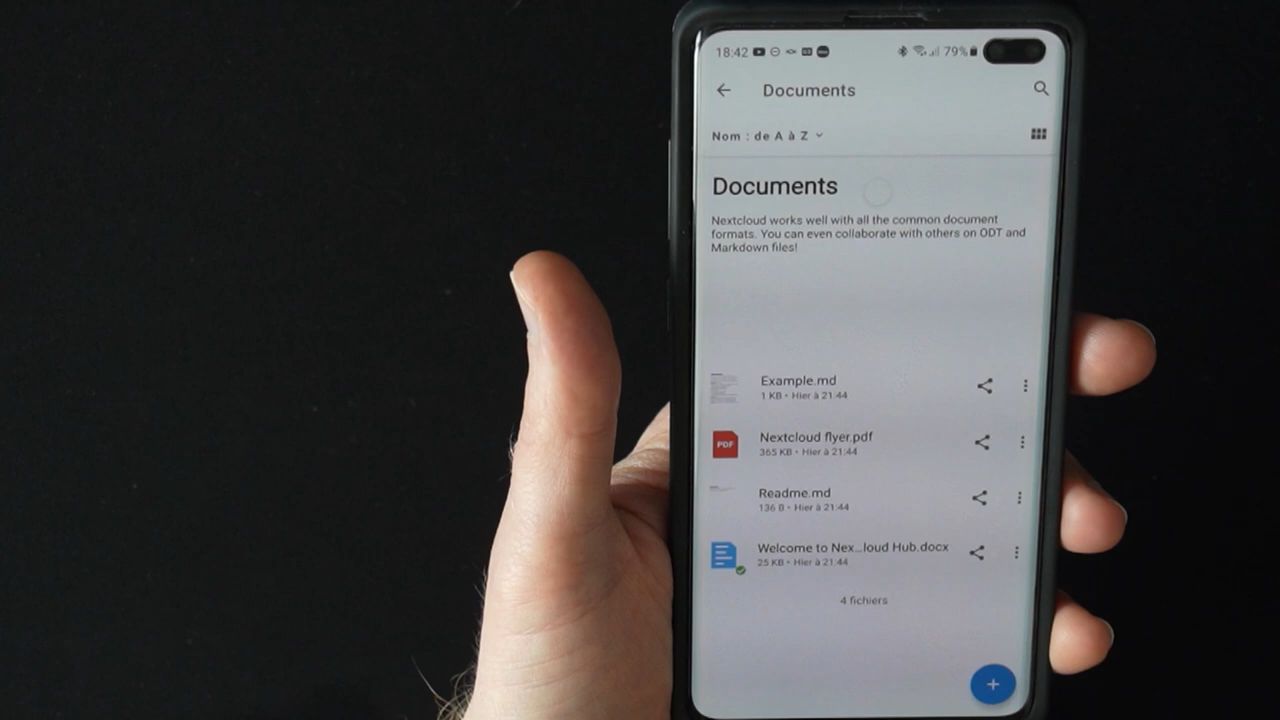 18:42
79%
Documents
Nom : de A à Z
Documents
Nextcloud works well with all the common document
formats. You can even collaborate with others on ODT and
Markdown files!
Example.md
1 KB • Hier à 21:44
PDF
Nextcloud flyer.pdf
365 KB • Hier à 21:44
Readme.md
136 B • Hier à 21:44
Welcome to Nex...loud Hub.docx
25 KB • Hier à 21:44
4 fichiers